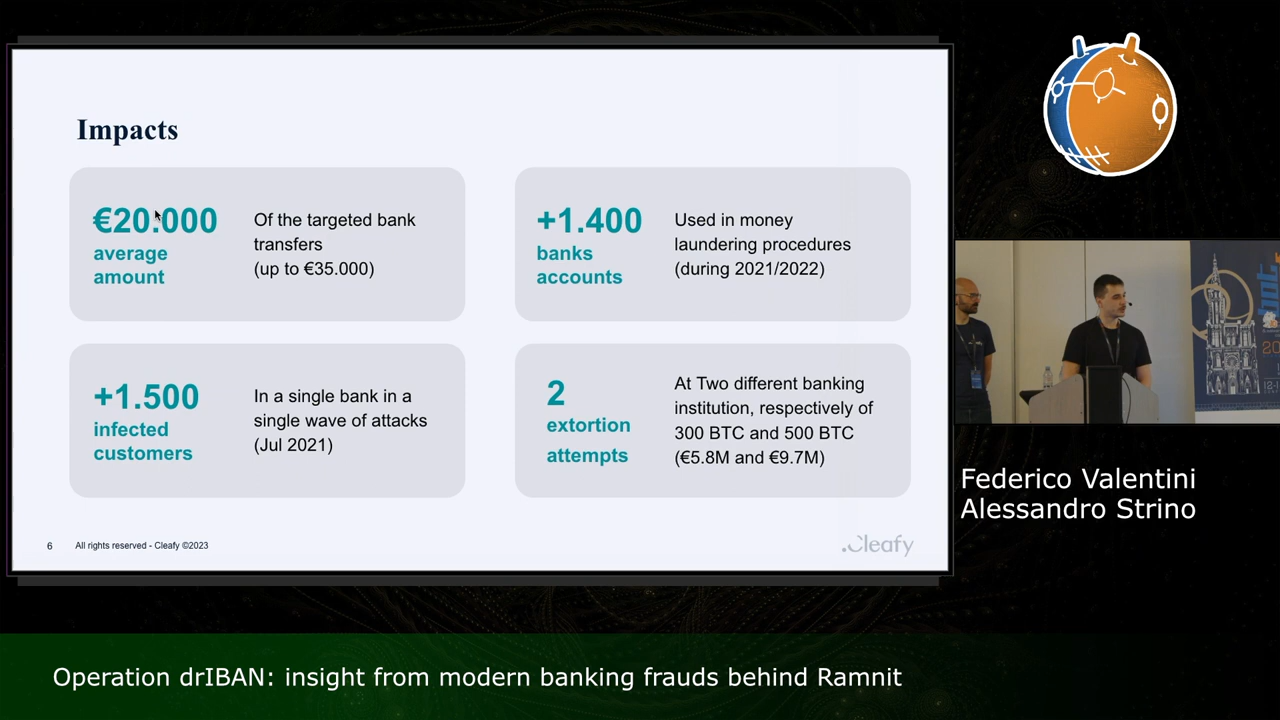 Impacts
€20.000
average
amount
Of the targeted bank
transfers
(up to €35.000)
+1.400
banks
accounts
Used in money
laundering procedures
(during 2021/2022)
+1.500
infected
customers
In a single bank in a
single wave of attacks
(Jul 2021)
2
extortion
attempts
At Two different banking
institution, respectively of
300 BTC and 500 BTC
(€5.8M and €9.7M)
6
All rights reserved - Cleafy ©2023
.Cleafy
Federico Valentini
Alessandro Strino
Operation drIBAN: insight from modern banking frauds behind Ramnit